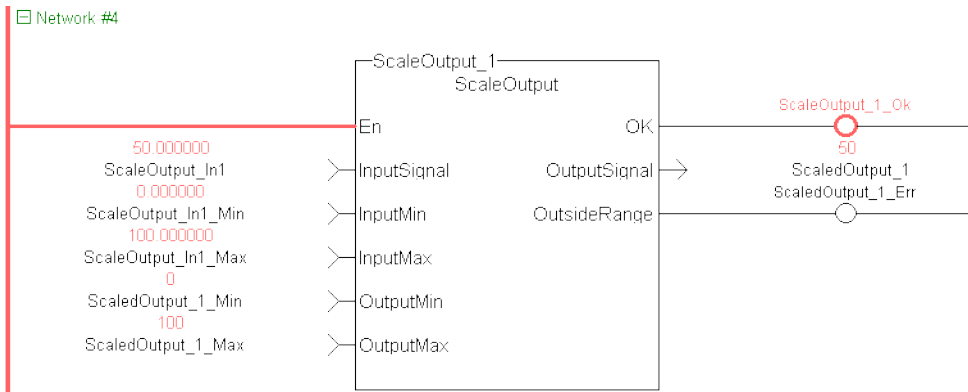 Network #4
ScaleOutput_1
ScaleOutput
ScaleOutput_1_Ok
En OK
50.000000 50
ScaleOutput_In1 InputSignal OutputSignal ScaledOutput_1
0.000000 ScaledOutput_1_Err
ScaleOutput_In1_Min InputMin OutsideRange
100.000000
ScaleOutput_In1_Max InputMax
0
ScaledOutput_1_Min OutputMin
100
ScaledOutput_1_Max OutputMax